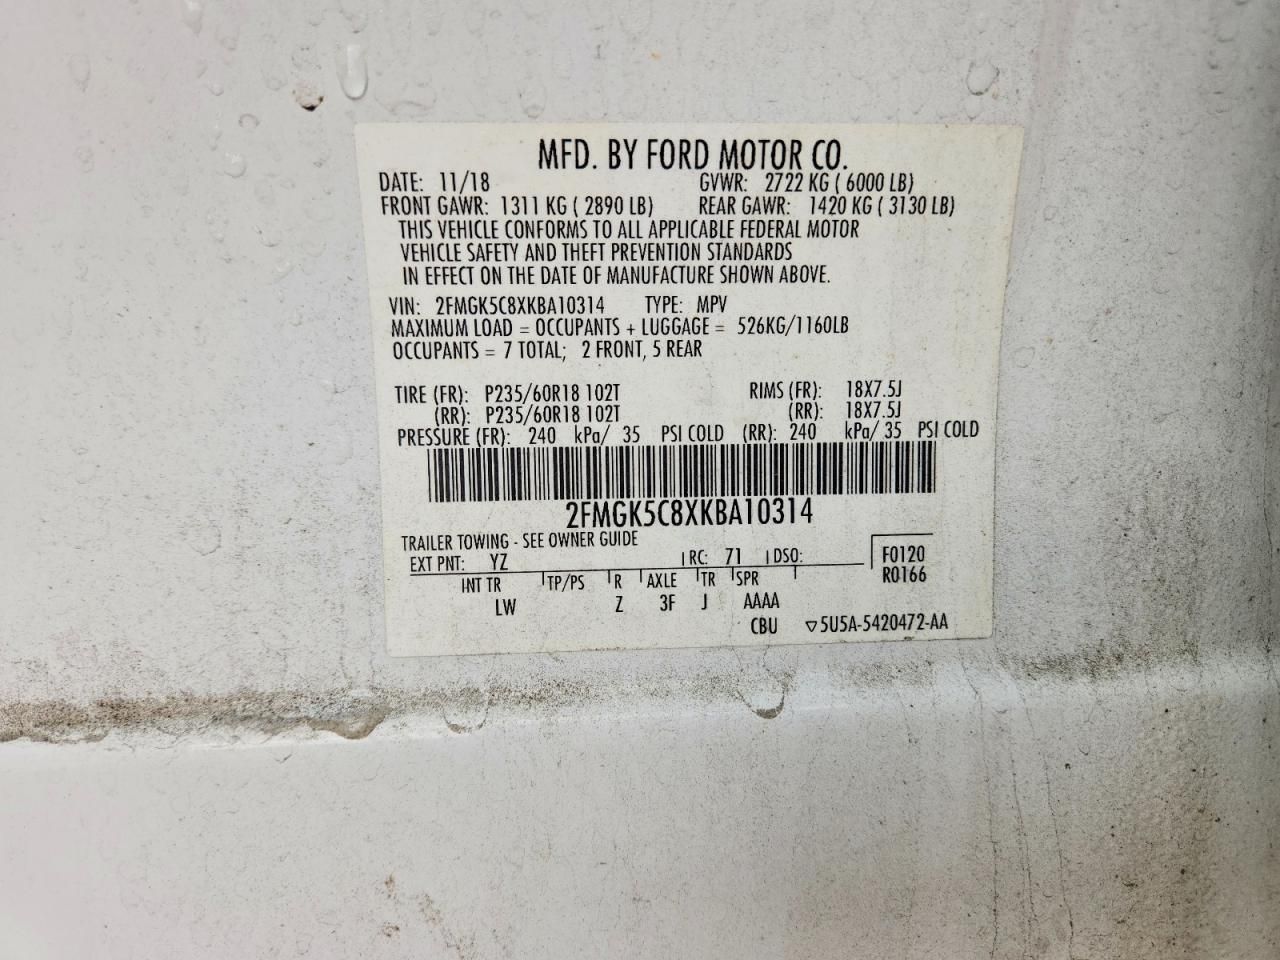 MFD. BY FORD MOTOR CO.
DATE: 11/18 GVWR: 2722 KG ( 6000 LB)
FRONT GAWR: 1311 KG ( 2890 LB) REAR GAWR: 1420 KG ( 3130 LB)
THIS VEHICLE CONFORMS TO ALL APPLICABLE FEDERAL MOTOR
VEHICLE SAFETY AND THEFT PREVENTION STANDARDS
IN EFFECT ON THE DATE OF MANUFACTURE SHOWN ABOVE.
VIN: 2FMGK5C8XKBA10314 TYPE: MPV
MAXIMUM LOAD = OCCUPANTS + LUGGAGE = 526KG/1160LB
OCCUPANTS = 7 TOTAL; 2 FRONT, 5 REAR
TIRE (FR): P235/60R18 102T RIMS (FR): 18X7.5J
(RR): P235/60R18 102T (RR): 18X7.5J
PRESSURE (FR): 240 kPa/ 35 PSI COLD (RR): 240 kPa/ 35 PSI COLD
2FMGK5C8XKBA10314
TRAILER TOWING - SEE OWNER GUIDE
EXT PNT: YZ RC: 71 DSO: F0120
INT TR TP/PS R AXLE TR SPR R0166
LW Z 3F J AAAA
CBU ▽5U5A-5420472-AA